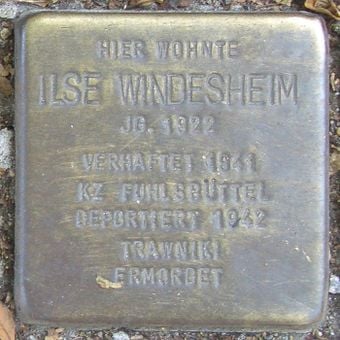 HIER WOHNTE
ILSE WINDESHEIM
JG. 1922
VERHAFTET 1941
KZ FUHLSBÜTTEL
DEPORTIERT 1942
TRAWNIKI
ERMORDET